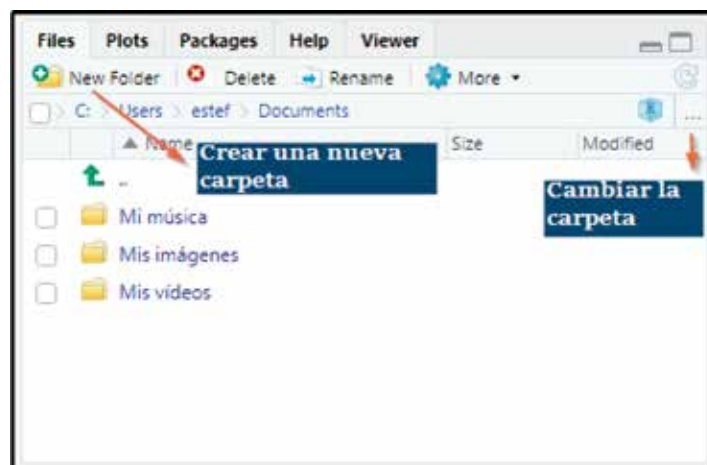 Files Plots Packages Help Viewer
New Folder Delete Rename More
C: > Users > estef > Documents ...
Name Size Modified
Crear una nueva
carpeta
Cambiar la
carpeta
..
Mi música
Mis imágenes
Mis vídeos